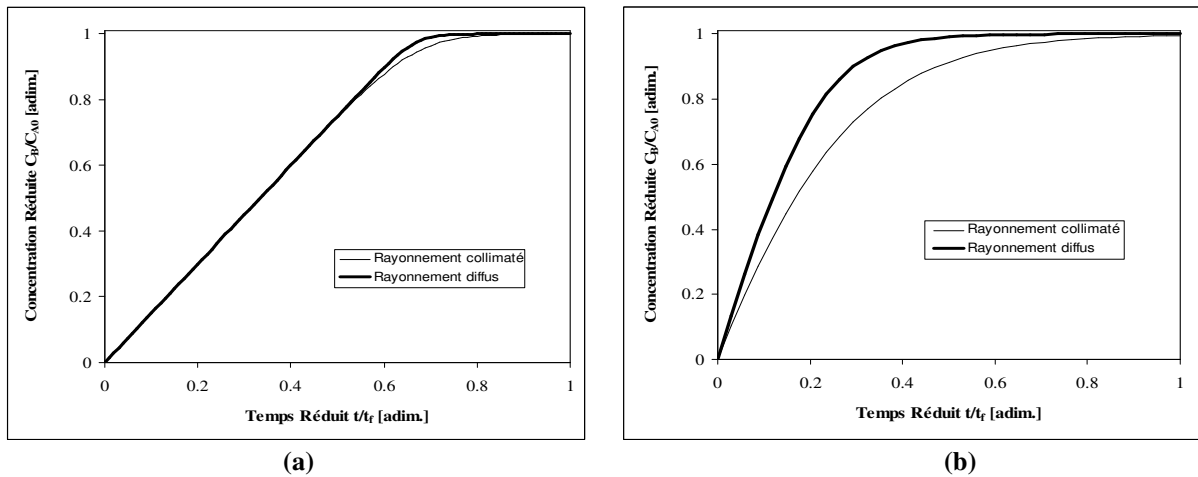 Concentration Réduite C_B/C_A0 [adim.]
1
0.8
0.6
0.4
0.2
0
0 0.2 0.4 0.6 0.8 1
Rayonnement collimaté
Rayonnement diffus
Temps Réduit t/t_f [adim.]
(a)
Concentration Réduite C_B/C_A0 [adim.]
1
0.8
0.6
0.4
0.2
0
0 0.2 0.4 0.6 0.8 1
Rayonnement collimaté
Rayonnement diffus
Temps Réduit t/t_f [adim.]
(b)